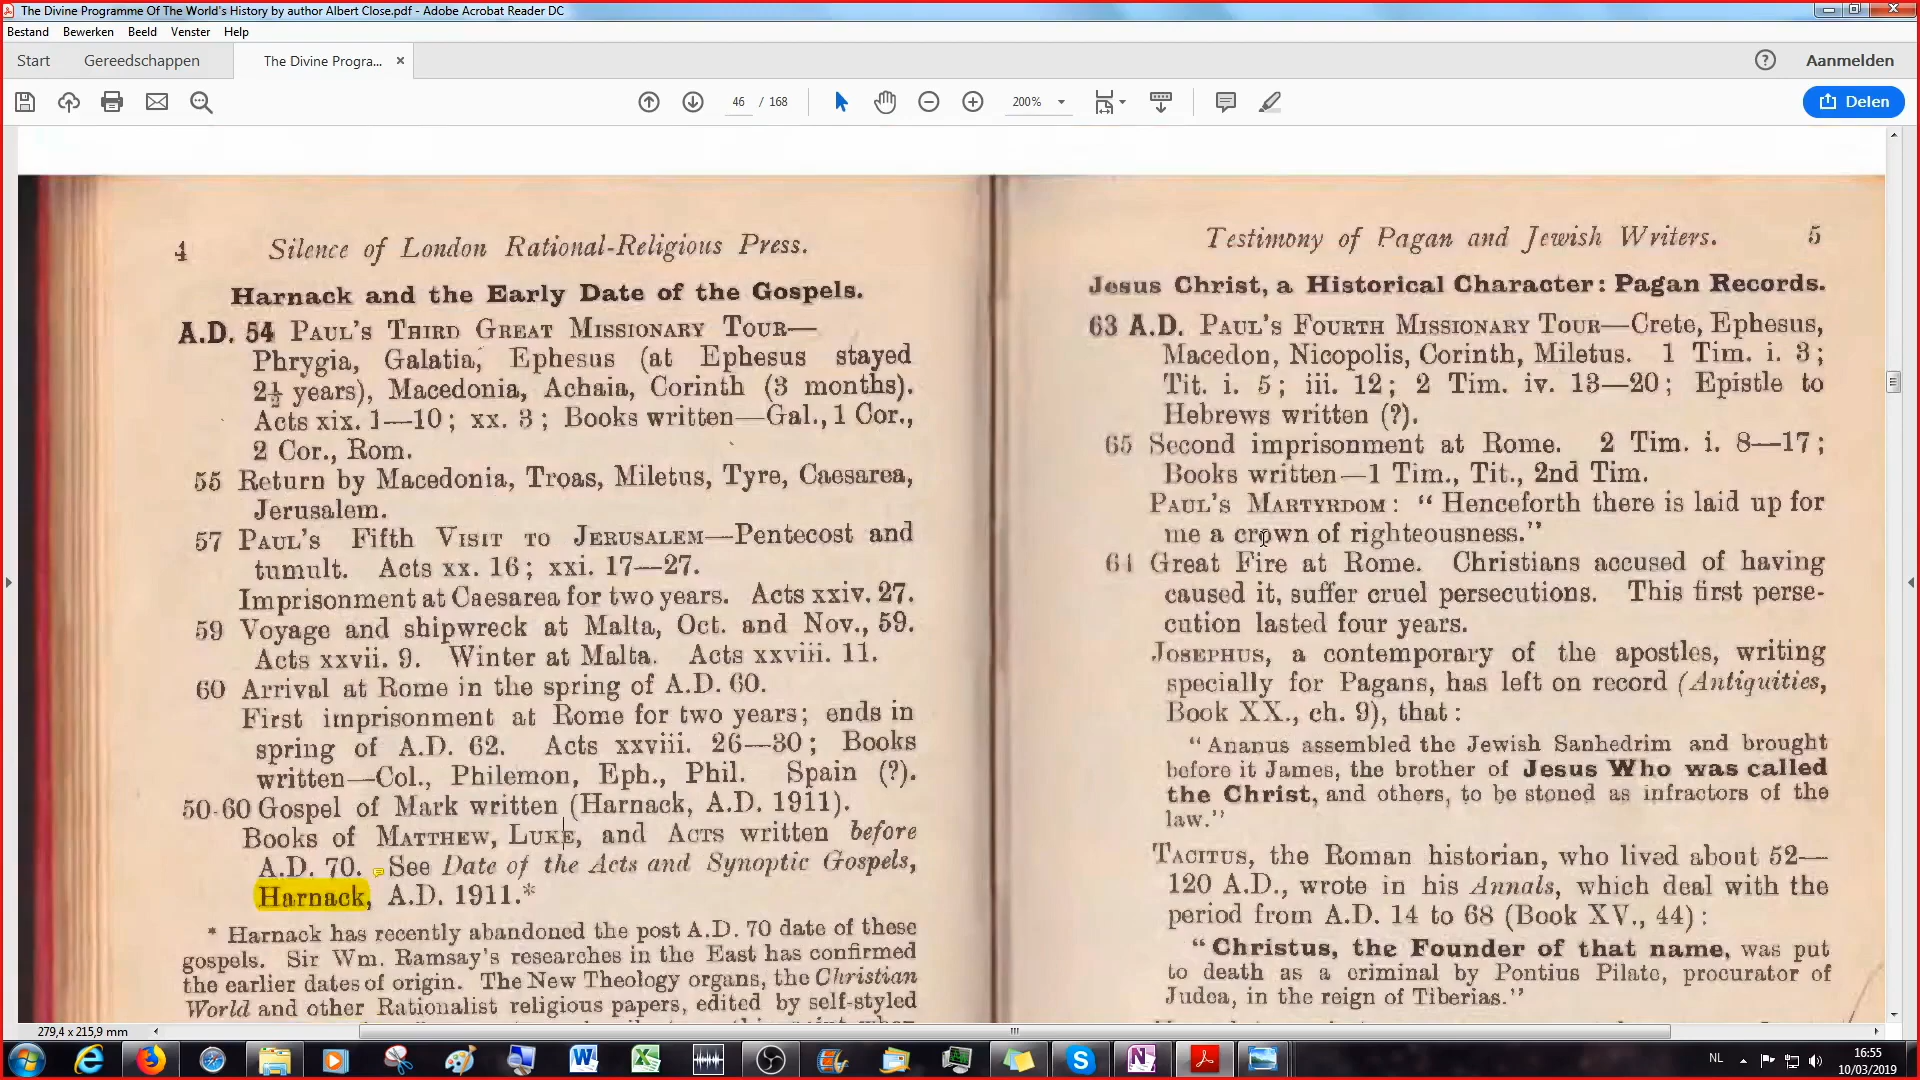 The Divine Programme Of The World's History by author Albert Close.pdf - Adobe Acrobat Reader DC
Bestand Bewerken Beeld Venster Help
Start Gereedschappen The Divine Progra... Aanmelden
46 / 168 200% Delen
4 Silence of London Rational-Religious Press.
Harnack and the Early Date of the Gospels.
A.D. 54 PAUL'S THIRD GREAT MISSIONARY TOUR—
Phrygia, Galatia, Ephesus (at Ephesus stayed
2½ years), Macedonia, Achaia, Corinth (3 months).
Acts xix. 1—10; xx. 3; Books written—Gal., 1 Cor.,
2 Cor., Rom.
55 Return by Macedonia, Troas, Miletus, Tyre, Caesarea,
Jerusalem.
57 PAUL'S Fifth VISIT TO JERUSALEM—Pentecost and
tumult. Acts xx. 16; xxi. 17—27.
Imprisonment at Caesarea for two years. Acts xxiv. 27.
59 Voyage and shipwreck at Malta, Oct. and Nov., 59.
Acts xxvii. 9. Winter at Malta. Acts xxviii. 11.
60 Arrival at Rome in the spring of A.D. 60.
First imprisonment at Rome for two years; ends in
spring of A.D. 62. Acts xxviii. 26—30; Books
written—Col., Philemon, Eph., Phil. Spain (?).
50-60 Gospel of Mark written (Harnack, A.D. 1911).
Books of MATTHEW, LUKE, and ACTS written before
A.D. 70. See Date of the Acts and Synoptic Gospels,
Harnack, A.D. 1911.*
* Harnack has recently abandoned the post A.D. 70 date of these
gospels. Sir Wm. Ramsay's researches in the East has confirmed
the earlier dates of origin. The New Theology organs, the Christian
World and other Rationalist religious papers, edited by self-styled
Testimony of Pagan and Jewish Writers. 5
Jesus Christ, a Historical Character: Pagan Records.
63 A.D. PAUL'S FOURTH MISSIONARY TOUR—Crete, Ephesus,
Macedon, Nicopolis, Corinth, Miletus. 1 Tim. i. 3;
Tit. i. 5; iii. 12; 2 Tim. iv. 13—20; Epistle to
Hebrews written (?).
65 Second imprisonment at Rome. 2 Tim. i. 8—17;
Books written—1 Tim., Tit., 2nd Tim.
PAUL'S MARTYRDOM: "Henceforth there is laid up for
me a crown of righteousness."
64 Great Fire at Rome. Christians accused of having
caused it, suffer cruel persecutions. This first perse-
cution lasted four years.
JOSEPHUS, a contemporary of the apostles, writing
specially for Pagans, has left on record (Antiquities,
Book XX., ch. 9), that:
"Ananus assembled the Jewish Sanhedrim and brought
before it James, the brother of Jesus Who was called
the Christ, and others, to be stoned as infractors of the
law."
TACITUS, the Roman historian, who lived about 52—
120 A.D., wrote in his Annals, which deal with the
period from A.D. 14 to 68 (Book XV., 44):
"Christus, the Founder of that name, was put
to death as a criminal by Pontius Pilate, procurator of
Judea, in the reign of Tiberias."
279,4 x 215,9 mm
NL 16:55
10/03/2019